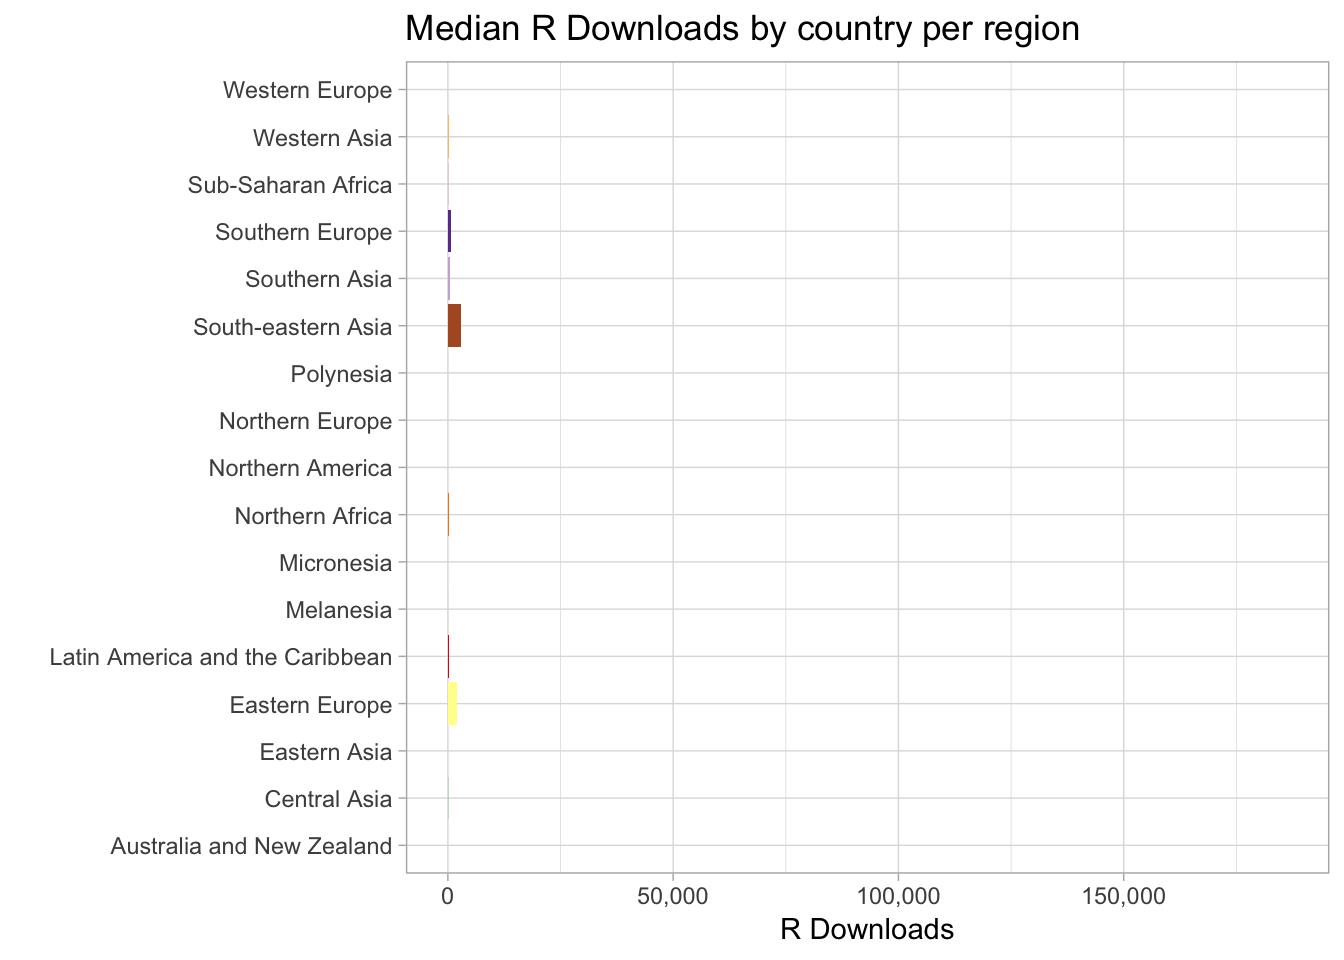 Median R Downloads by country per region
Western Europe
Western Asia
Sub-Saharan Africa
Southern Europe
Southern Asia
South-eastern Asia
Polynesia
Northern Europe
Northern America
Northern Africa
Micronesia
Melanesia
Latin America and the Caribbean
Eastern Europe
Eastern Asia
Central Asia
Australia and New Zealand
0 50,000 100,000 150,000
R Downloads